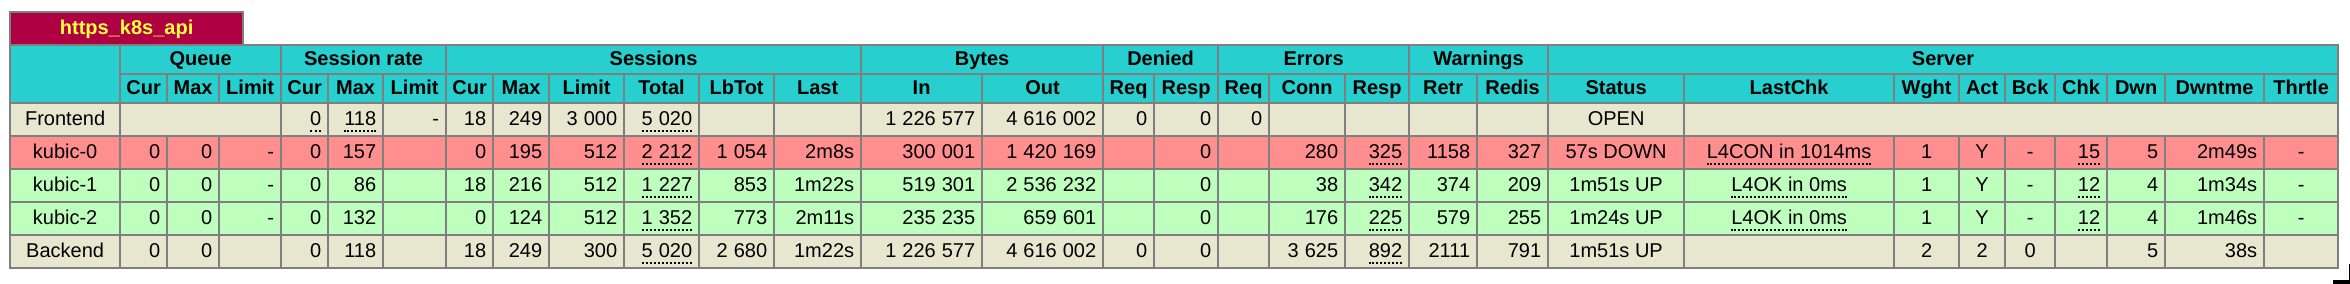 https_k8s_api
Queue Session rate Sessions Bytes Denied Errors Warnings Server
Cur Max Limit Cur Max Limit Cur Max Limit Total LbTot Last In Out Req Resp Req Conn Resp Retr Redis Status LastChk Wght Act Bck Chk Dwn Dwntme Thrtle
Frontend 0 118 - 18 249 3 000 5 020 1 226 577 4 616 002 0 0 0 OPEN
kubic-0 0 0 - 0 157 0 195 512 2 212 1 054 2m8s 300 001 1 420 169 0 280 325 1158 327 57s DOWN L4CON in 1014ms 1 Y - 15 5 2m49s -
kubic-1 0 0 - 0 86 18 216 512 1 227 853 1m22s 519 301 2 536 232 0 38 342 374 209 1m51s UP L4OK in 0ms 1 Y - 12 4 1m34s -
kubic-2 0 0 - 0 132 0 124 512 1 352 773 2m11s 235 235 659 601 0 176 225 579 255 1m24s UP L4OK in 0ms 1 Y - 12 4 1m46s -
Backend 0 0 0 118 18 249 300 5 020 2 680 1m22s 1 226 577 4 616 002 0 0 3 625 892 2111 791 1m51s UP 2 2 0 5 38s